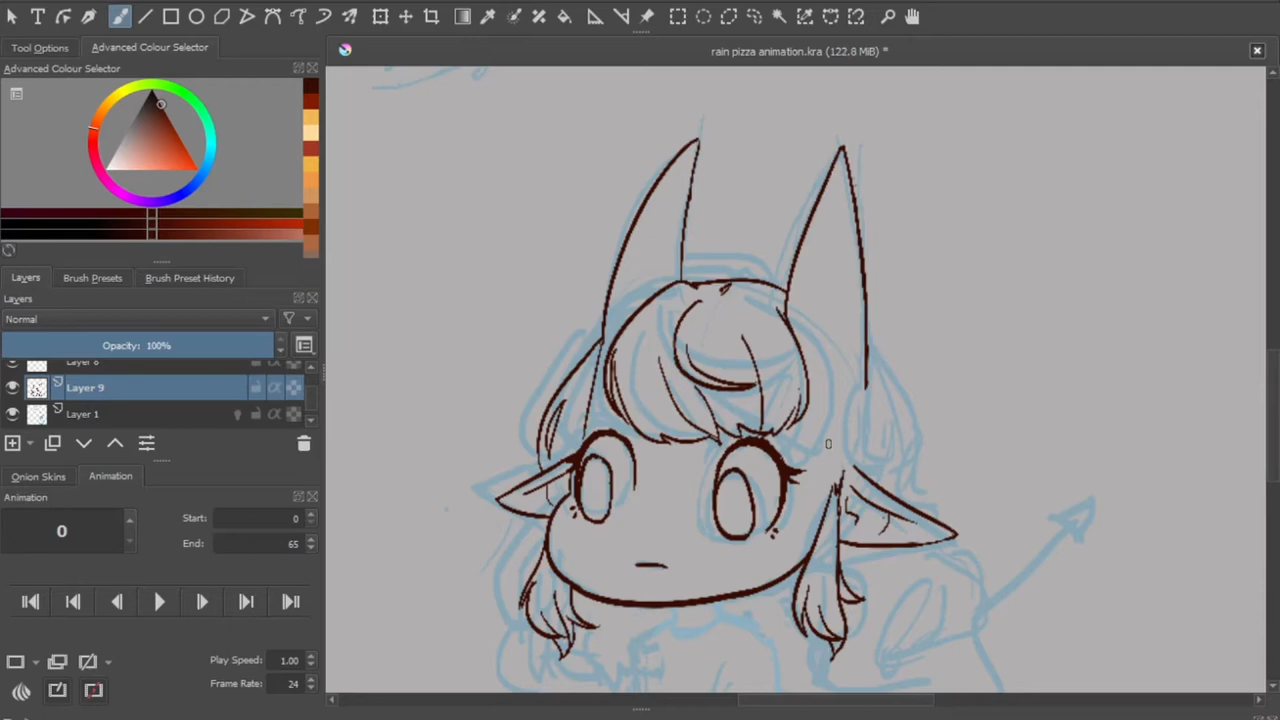 Tool Options
Advanced Colour Selector
rain pizza animation.kra (122.8 MiB) *
Advanced Colour Selector
Layers
Brush Presets
Brush Preset History
Layers
Normal
Opacity: 100%
Layer 8
Layer 9
Layer 1
Onion Skins
Animation
Animation
0
Start:
0
End:
65
Play Speed:
1.00
Frame Rate:
24